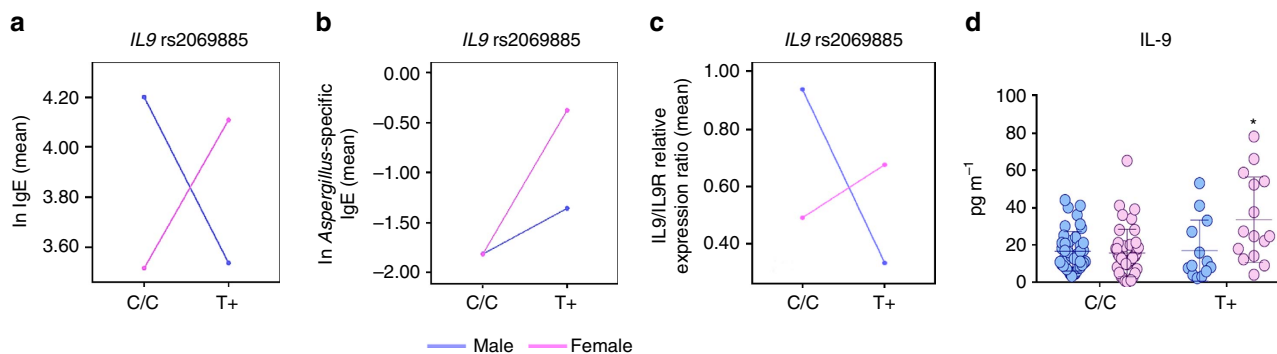 a
IL9 rs2069885
ln IgE (mean)
4.20
4.00
3.80
3.60
C/C
T+
b
IL9 rs2069885
ln Aspergillus-specific
IgE (mean)
0.00
−0.50
−1.00
−1.50
−2.00
C/C
T+
c
IL9 rs2069885
IL9/IL9R relative
expression ratio (mean)
1.00
0.80
0.60
0.40
C/C
T+
d
IL-9
pg m−1
100
80
60
40
20
0
*
C/C
T+
Male
Female